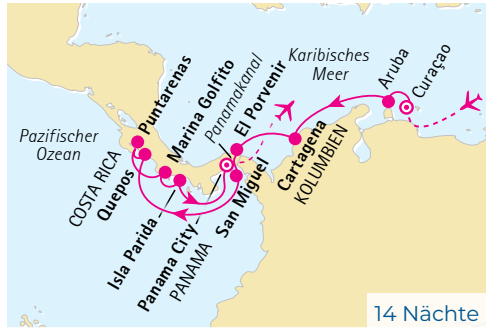 Karibisches
Meer
Aruba
Curaçao
Puntarenas
Marina Golfito
Panamakanal
El Porvenir
Pazifischer
Ozean
COSTA RICA
Quepos
Isla Parida
Panama City
PANAMA
San Miguel
Cartagena
KOLUMBIEN
14 Nächte